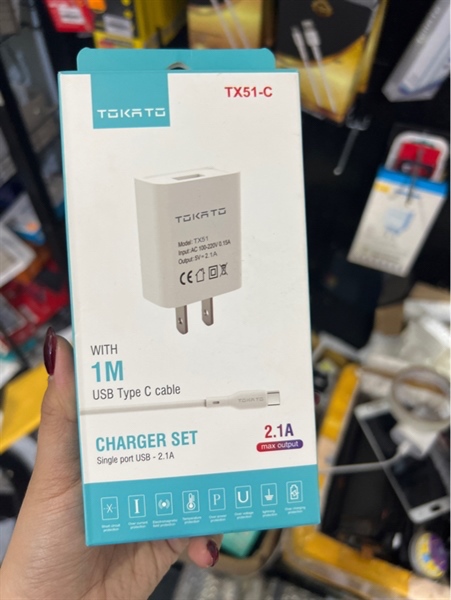 TOKATO
TX51-C
TOKATO
Model: TX51
Input: AC 100-220V 0.15A
Output: 5V⎓2.1A
CE
WITH
1M
USB Type C cable
CHARGER SET
Single port USB - 2.1A
2.1A
max output